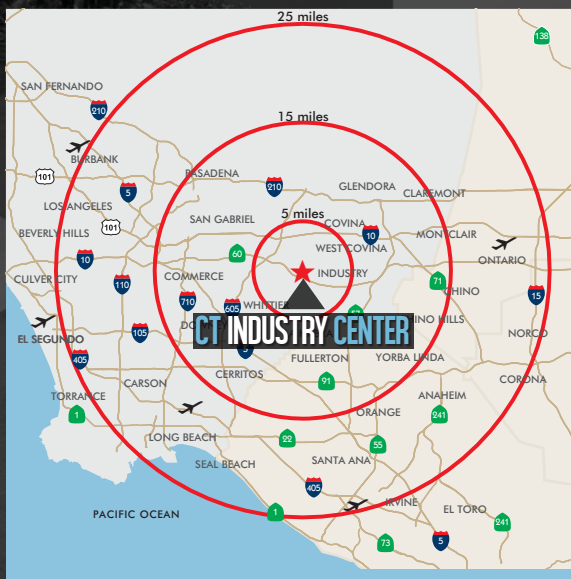 25 miles
138
SAN FERNANDO
210
15 miles
BURBANK
101
PASADENA
210
5
GLENDORA
CLAREMONT
LOS ANGELES
5 miles
SAN GABRIEL
COVINA
101
BEVERLY HILLS
10
MONTCLAIR
WEST COVINA
60
10
ONTARIO
COMMERCE
INDUSTRY
CULVER CITY
110
71
CHINO
15
710
605
WHITTIER
CT INDUSTRY CENTER
HINO HILLS
EL SEGUNDO
105
NORCO
405
5
FULLERTON
YORBA LINDA
CERRITOS
CARSON
91
CORONA
TORRANCE
ANAHEIM
1
ORANGE
241
LONG BEACH
22
55
SEAL BEACH
SANTA ANA
405
PACIFIC OCEAN
1
IRVINE
EL TORO
241
73
5